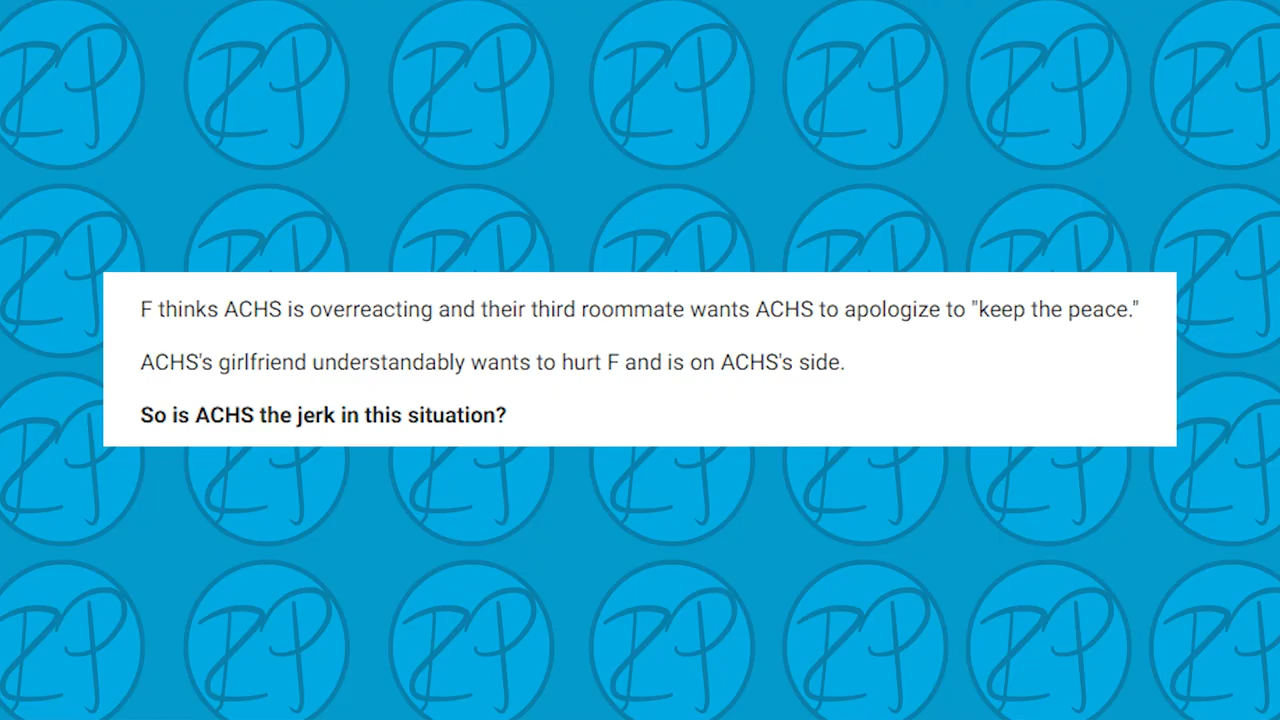 F thinks ACHS is overreacting and their third roommate wants ACHS to apologize to "keep the peace."
ACHS's girlfriend understandably wants to hurt F and is on ACHS's side.
So is ACHS the jerk in this situation?